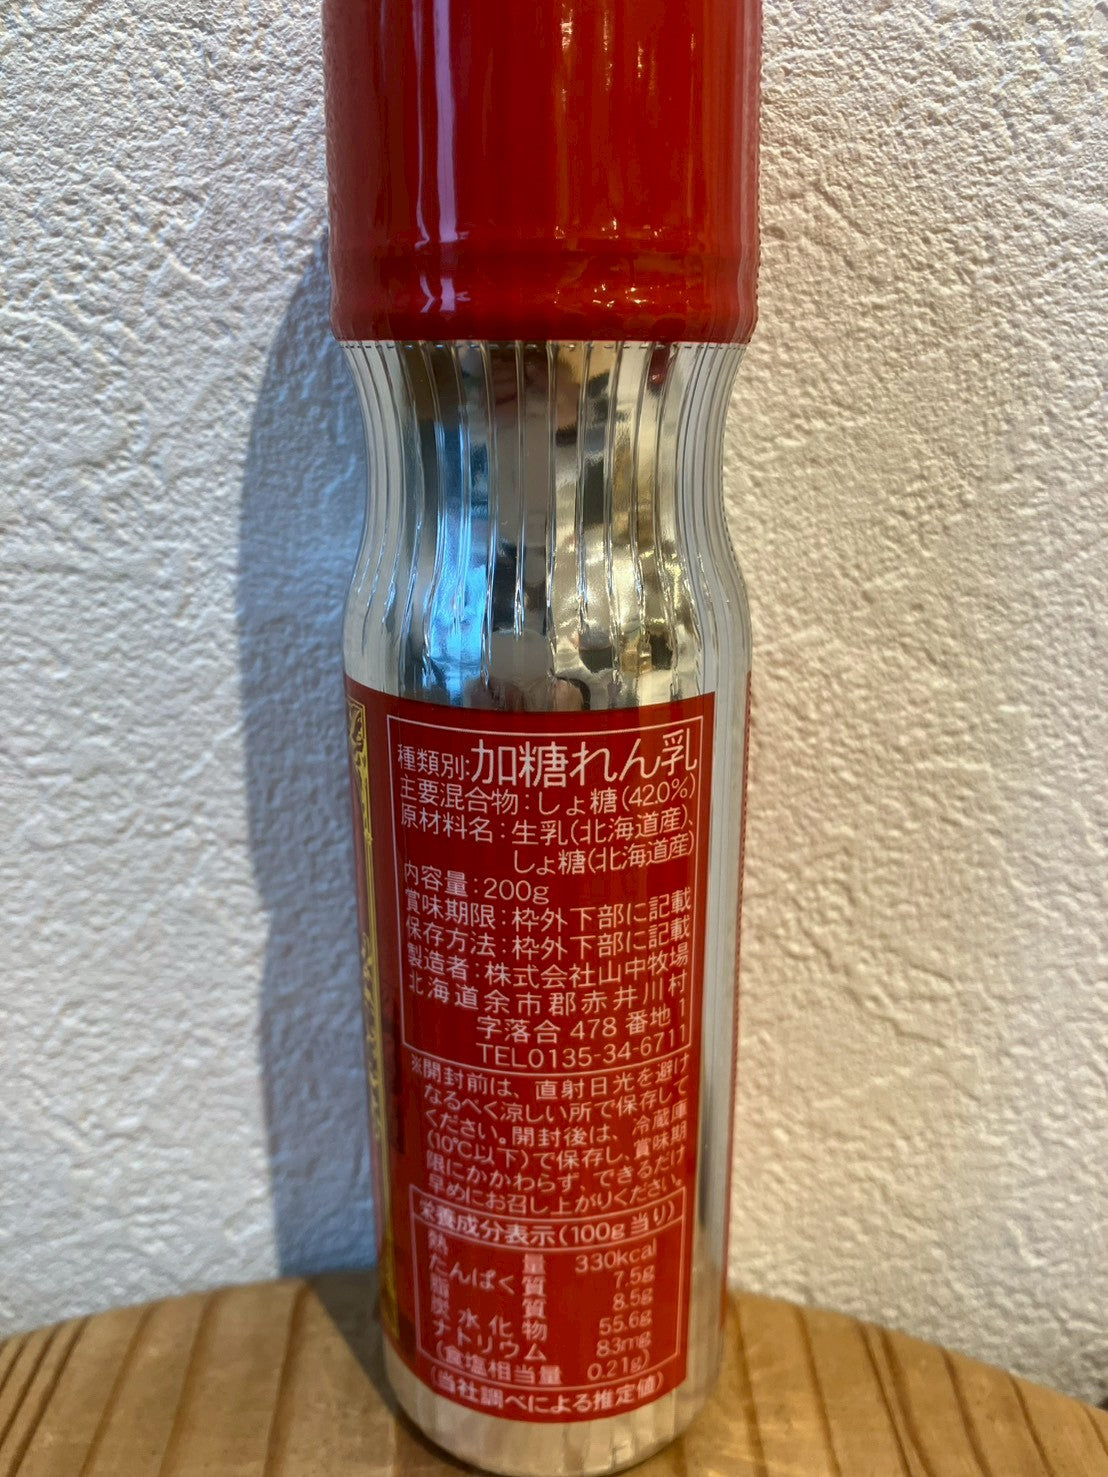 種類別:加糖れん乳
主要混合物:しょ糖(42.0%)
原材料名:生乳(北海道産)、
しょ糖(北海道産)
内容量:200g
賞味期限:枠外下部に記載
保存方法:枠外下部に記載
製造者:株式会社山中牧場
北海道余市郡赤井川村
字落合478番地1
TEL0135-34-6711
※開封前は、直射日光を避け
なるべく涼しい所で保存して
ください。開封後は、冷蔵庫
(10℃以下)で保存し、賞味期
限にかかわらず、できるだけ
早めにお召し上がりください。
栄養成分表示(100g当り)
熱量 330kcal
たんぱく質 7.5g
脂質 8.5g
炭水化物 55.6g
ナトリウム 83mg
(食塩相当量 0.21g)
(当社調べによる推定値)